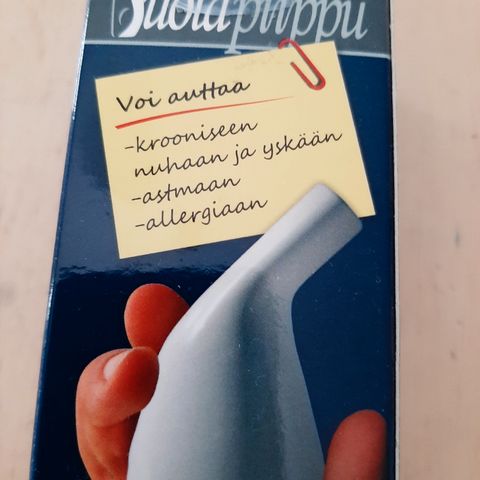 Suolapiippu
Voi auttaa
-krooniseen
nuhaan ja yskään
-astmaan
-allergiaan